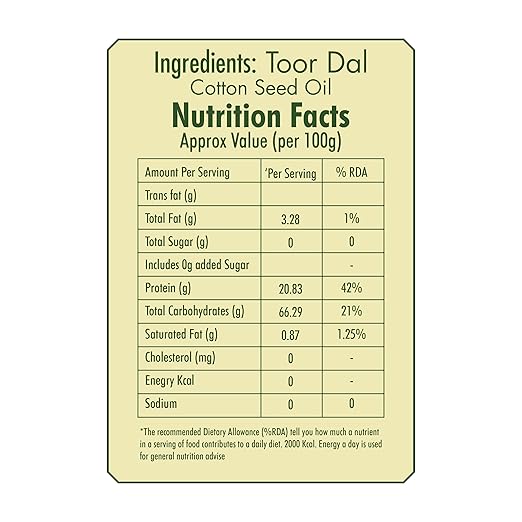 Ingredients: Toor Dal
Cotton Seed Oil
Nutrition Facts
Approx Value (per 100g)
Amount Per Serving 'Per Serving % RDA
Trans fat (g)
Total Fat (g) 3.28 1%
Total Sugar (g) 0 0
Includes 0g added Sugar -
Protein (g) 20.83 42%
Total Carbohydrates (g) 66.29 21%
Saturated Fat (g) 0.87 1.25%
Cholesterol (mg) 0 -
Enegry Kcal 0 -
Sodium 0 0
*The recommended Dietary Allowance (%RDA) tell you how much a nutrient
in a serving of food contributes to a daily diet, 2000 Kcal. Energy a day is used
for general nutrition advise